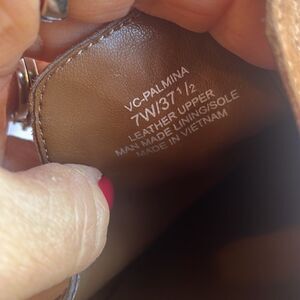 VC-PALMINA
7W/37 1/2
LEATHER UPPER
MAN MADE LINING/SOLE
MADE IN VIETNAM